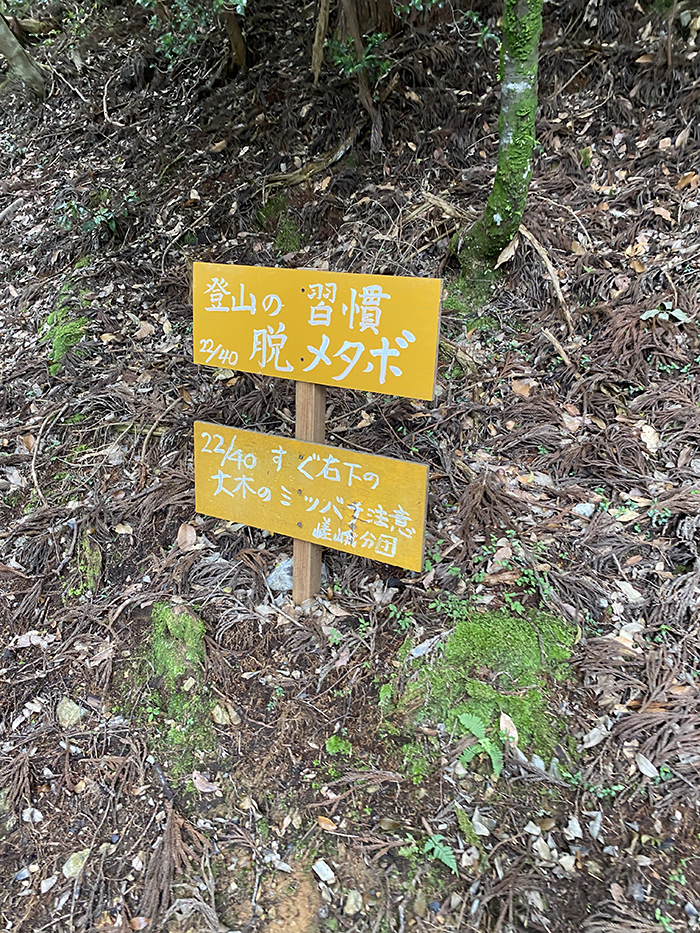 登山の 習慣
22/40 脱 メタボ
22/40 すぐ右下の
大木のミツバチ注意
嵯峨分団